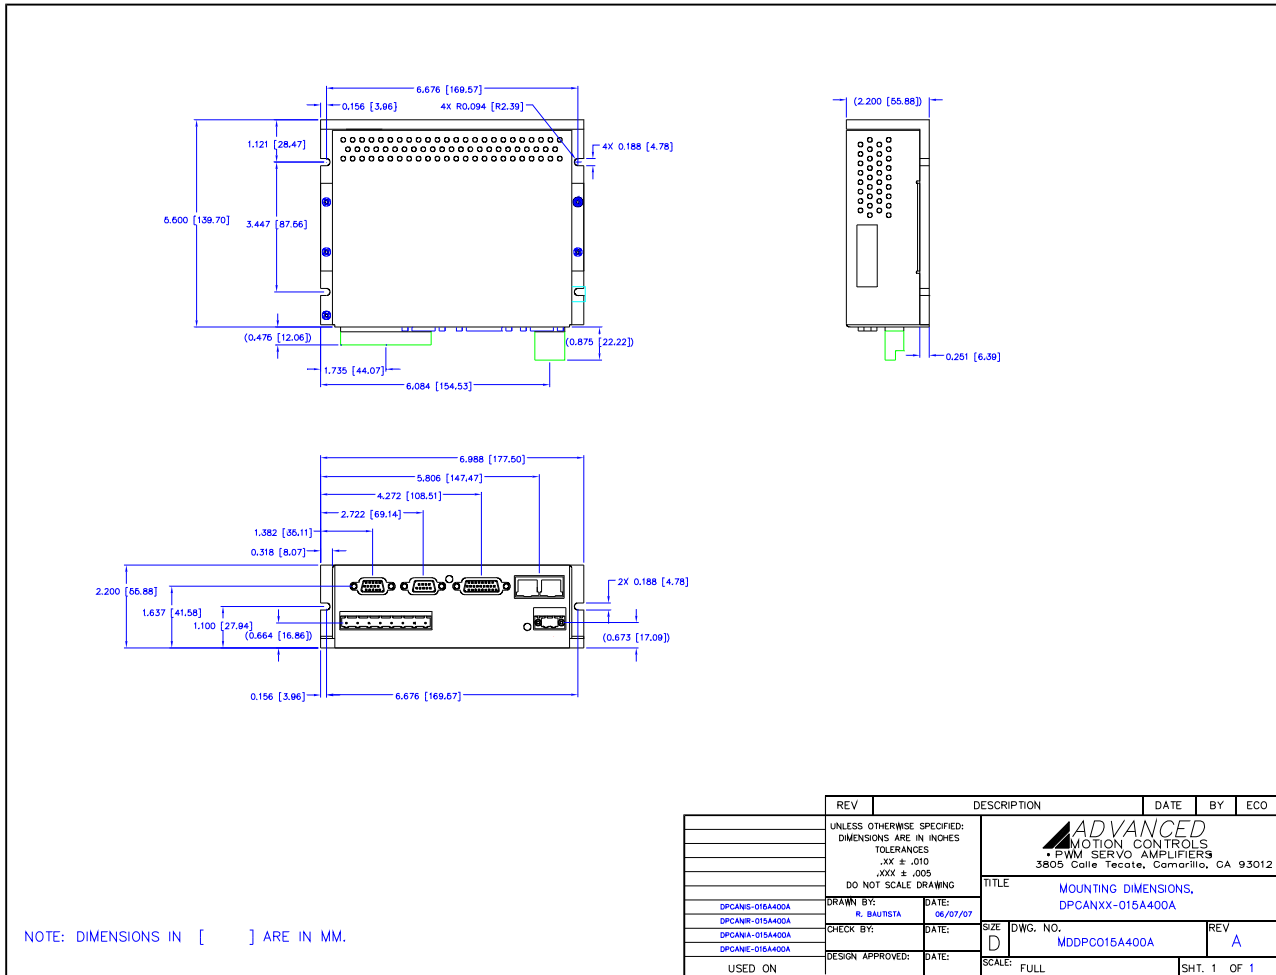 6.676 [169.57]
0.156 [3.96]
4X R0.094 [R2.39]
(2.200 [55.88])
1.121 [28.47]
4X 0.188 [4.78]
5.500 [139.70]
3.447 [87.56]
(0.475 [12.06])
(0.875 [22.22])
0.251 [6.39]
1.735 [44.07]
6.084 [154.53]
6.988 [177.50]
5.806 [147.47]
4.272 [108.51]
2.722 [69.14]
1.382 [35.11]
0.318 [8.07]
2.200 [55.88]
2X 0.188 [4.78]
1.637 [41.58]
1.100 [27.94]
(0.664 [16.86])
(0.673 [17.09])
0.156 [3.96]
6.676 [169.57]
REV DESCRIPTION DATE BY ECO
UNLESS OTHERWISE SPECIFIED:
DIMENSIONS ARE IN INCHES
TOLERANCES
.XX ± .010
.XXX ± .005
DO NOT SCALE DRAWING
ADVANCED
MOTION CONTROLS
• PWM SERVO AMPLIFIERS
3805 Calle Tecate, Camarillo, CA 93012
TITLE
MOUNTING DIMENSIONS,
DPCANXX-015A400A
DPCANIS-015A400A
DPCANIR-015A400A
DPCANIA-015A400A
DPCANIE-015A400A
USED ON
DRAWN BY:
R. BAUTISTA
DATE:
06/07/07
CHECK BY:
DATE:
DESIGN APPROVED:
DATE:
SIZE
D
DWG. NO.
MDDPC015A400A
REV
A
SCALE: FULL
SHT. 1 OF 1
NOTE: DIMENSIONS IN [ ] ARE IN MM.